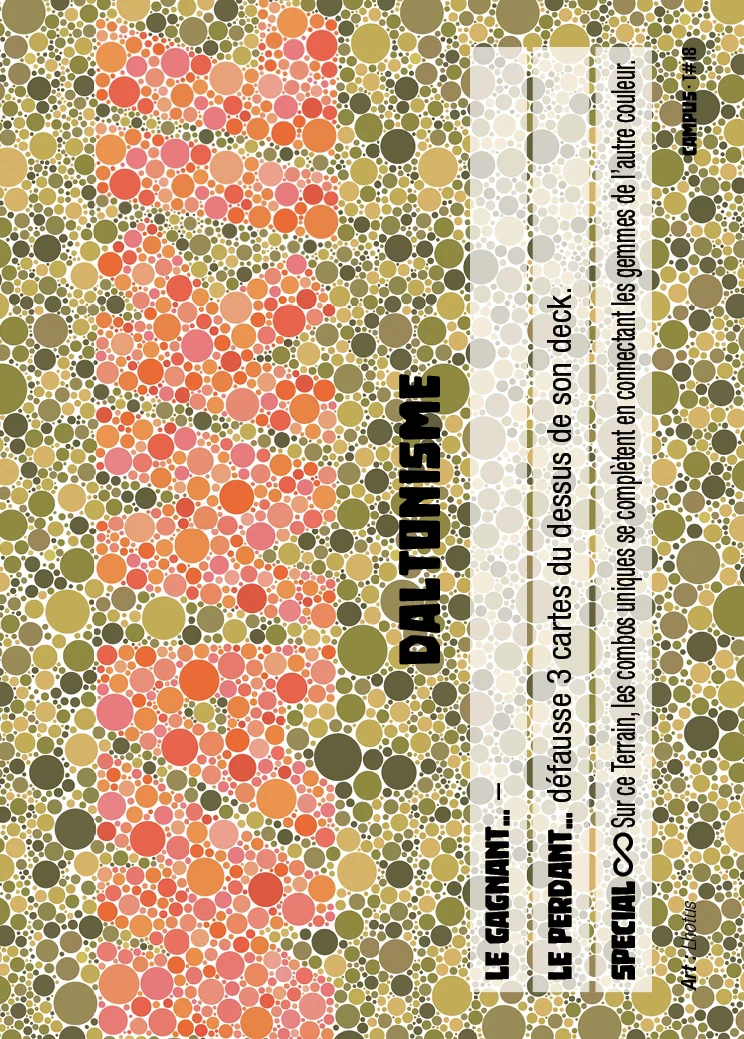 DALTONISME
LE GAGNANT... –
LE PERDANT... défausse 3 cartes du dessus de son deck.
SPECIAL ∞ Sur ce Terrain, les combos uniques se complètent en connectant les gemmes de l'autre couleur.
Art : Lhotus
CAMPUS · T#18